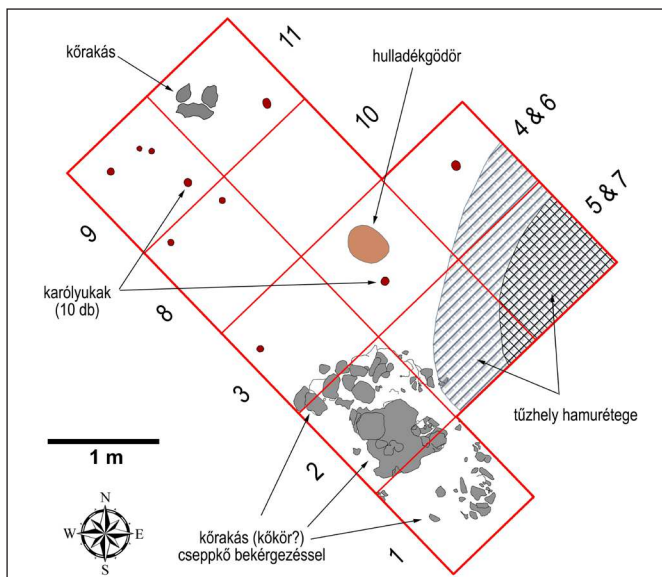 kőrakás
11
hulladékgödör
10
4 & 6
5 & 7
9
karólyukak
(10 db)
8
3
tűzhely hamurétege
1 m
2
kőrakás (kőkör?)
cseppkő bekérgezéssel
1
N
W E
S